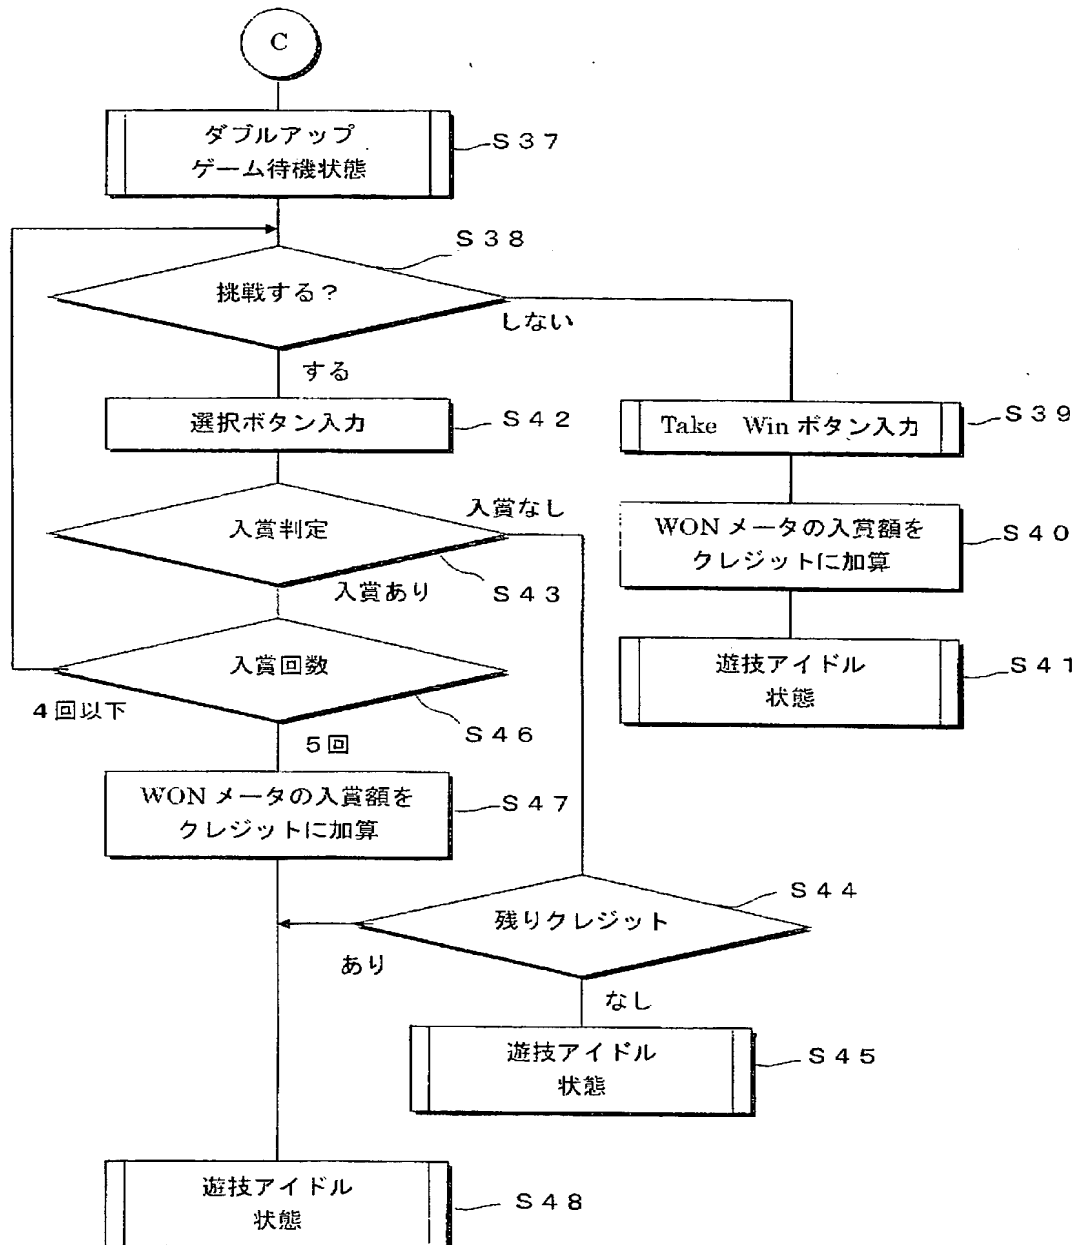 C
ダブルアップ
ゲーム待機状態
S37
S38
挑戦する？
しない
する
選択ボタン入力
S42
Take Win ボタン入力
S39
入賞なし
入賞判定
WON メータの入賞額を
クレジットに加算
S40
入賞あり
S43
入賞回数
遊技アイドル
状態
S41
4回以下
S46
5回
WON メータの入賞額を
クレジットに加算
S47
S44
残りクレジット
あり
なし
遊技アイドル
状態
S45
遊技アイドル
状態
S48